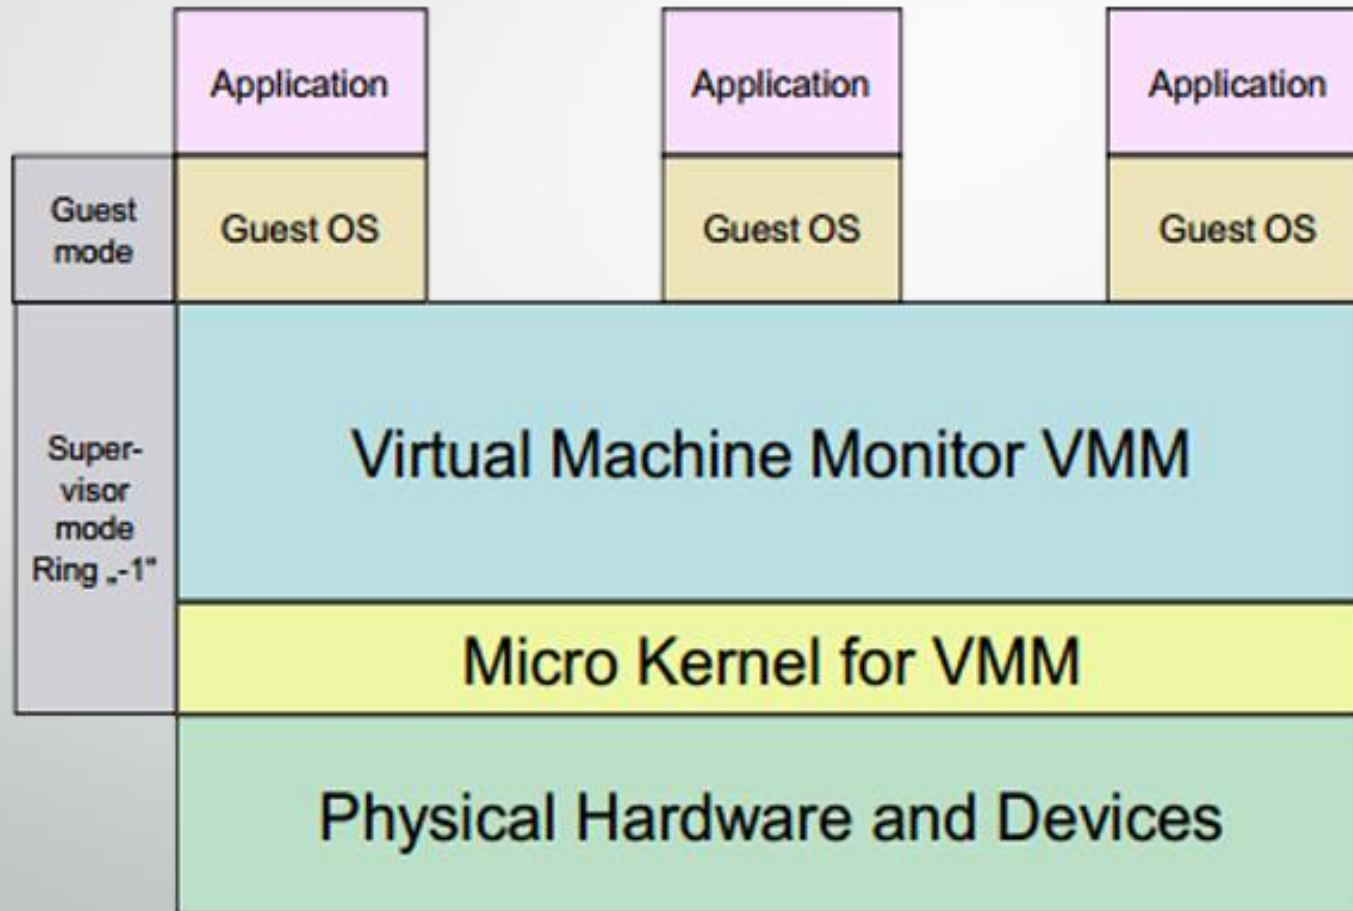 Application
Application
Application
Guest
mode
Guest OS
Guest OS
Guest OS
Super-
visor
mode
Ring „-1"
Virtual Machine Monitor VMM
Micro Kernel for VMM
Physical Hardware and Devices